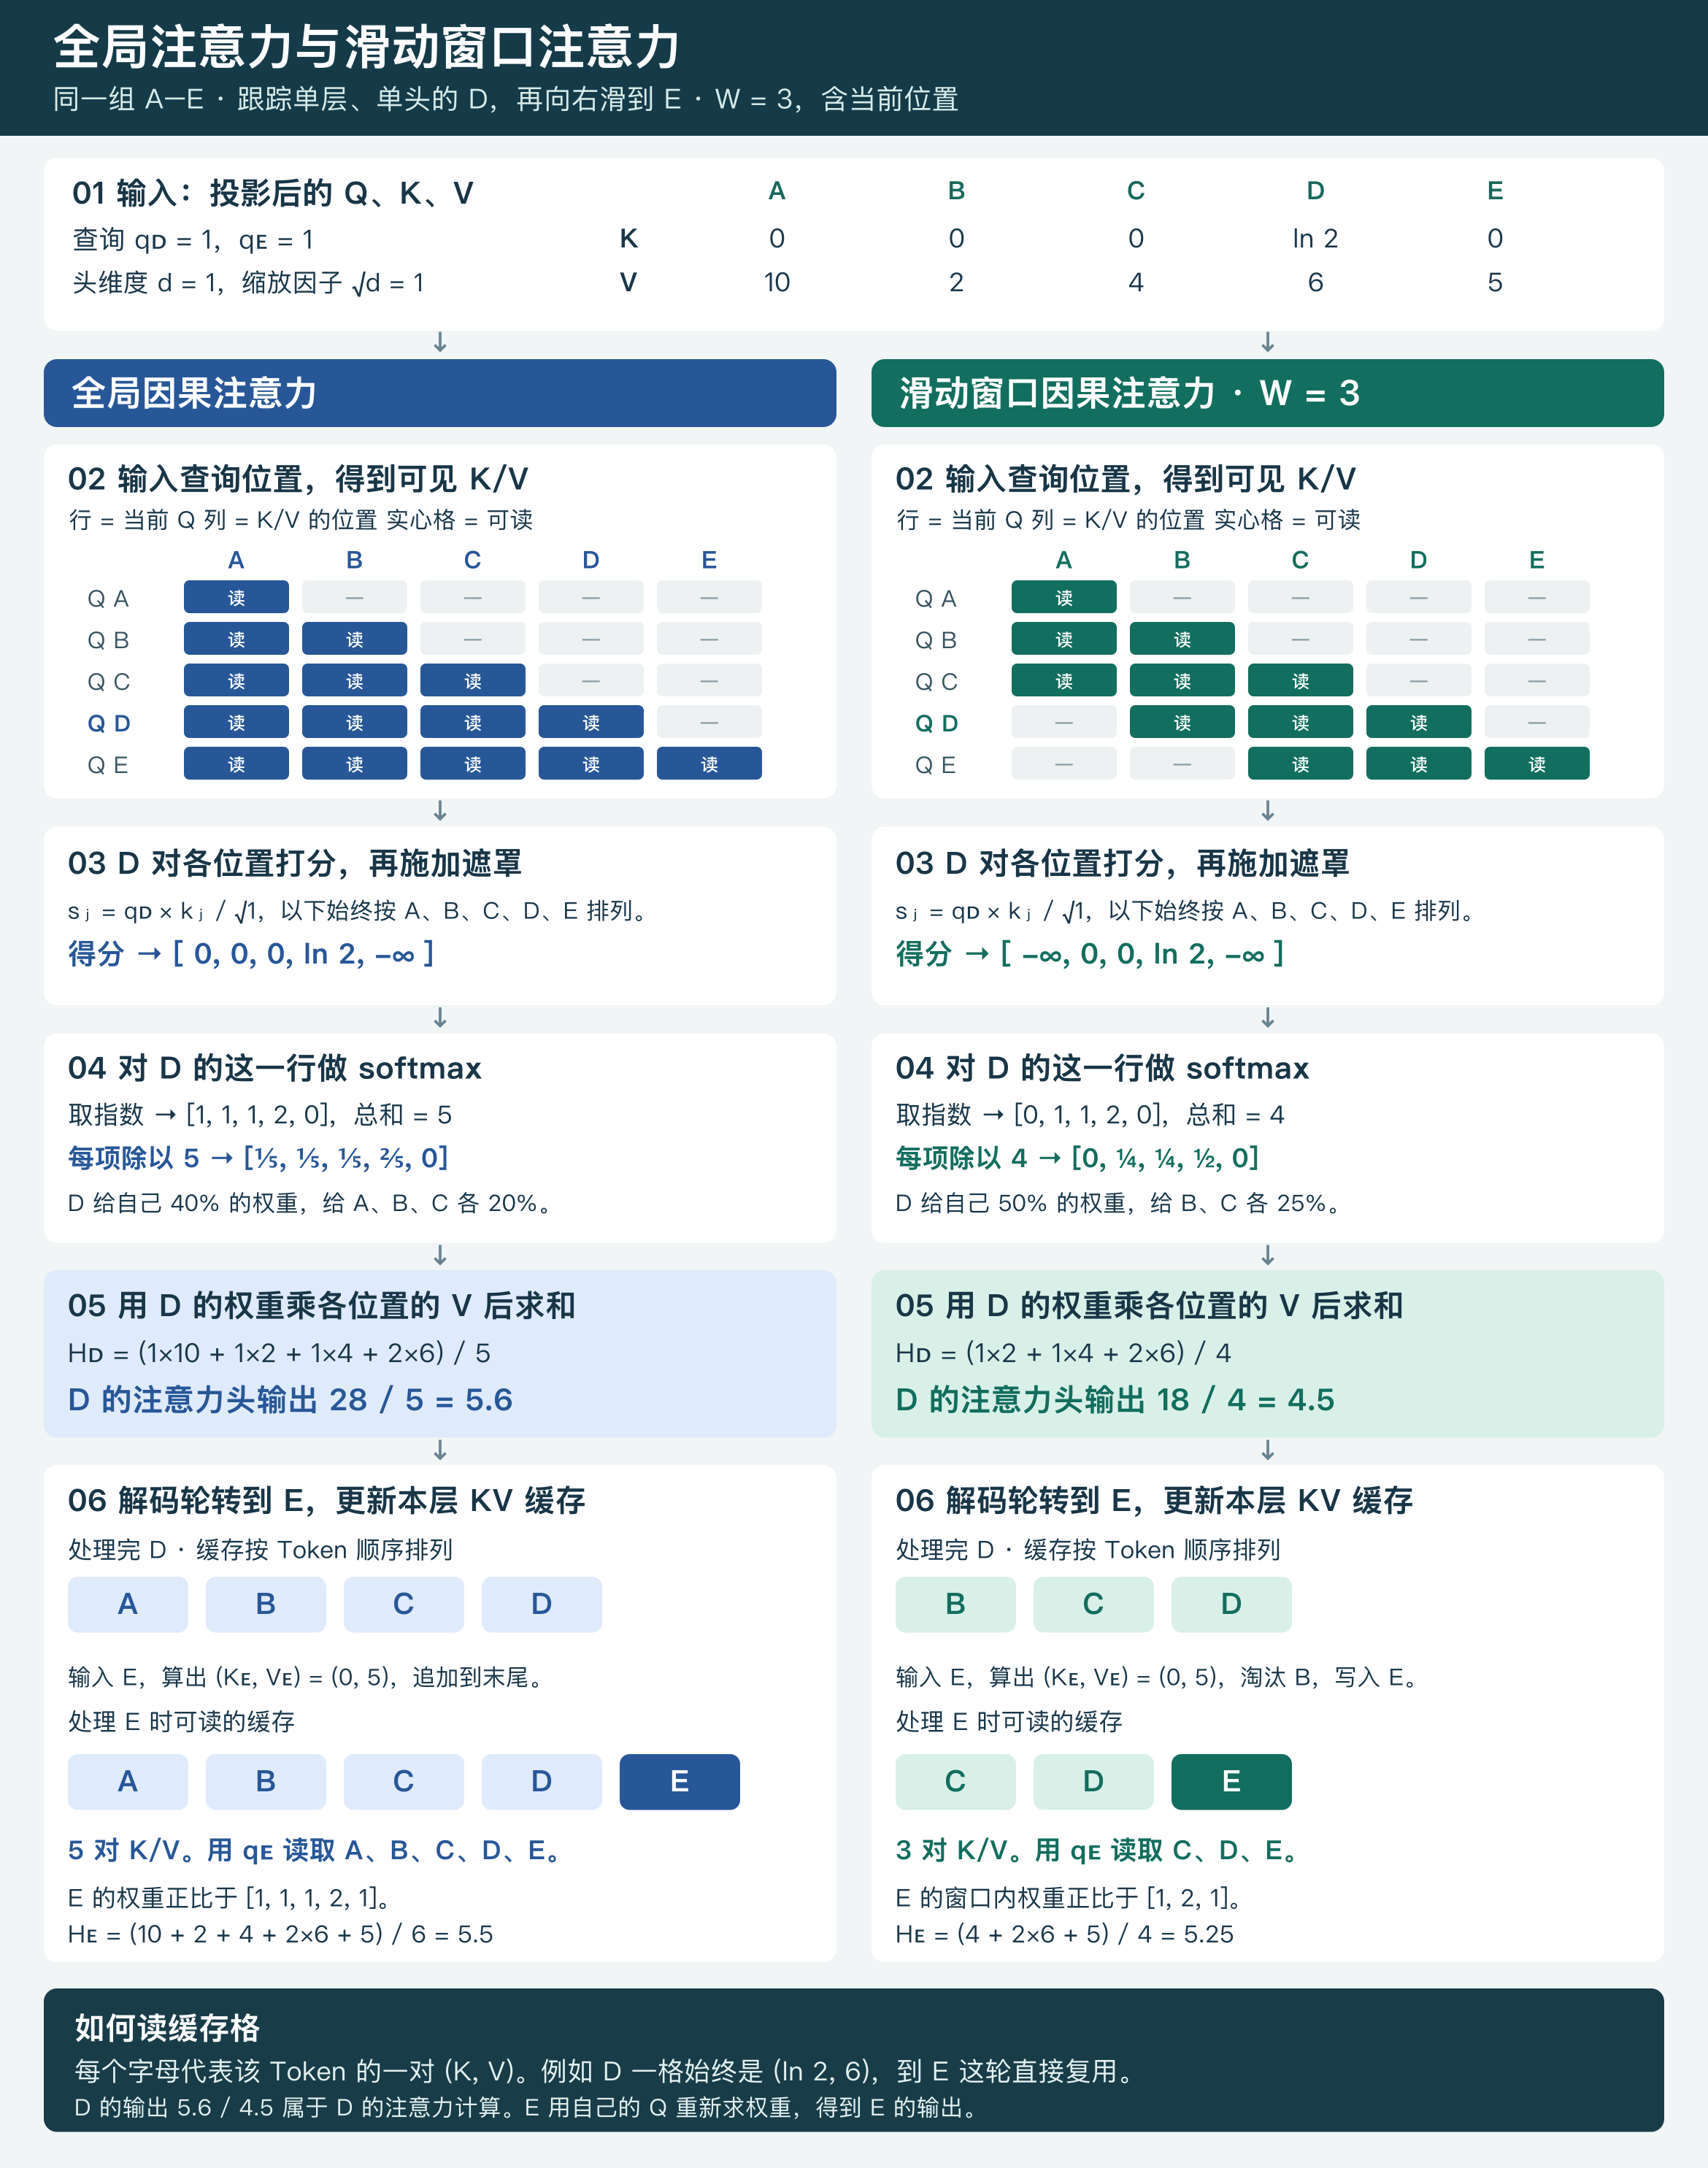 全局注意力与滑动窗口注意力
同一组 A—E · 跟踪单层、单头的 D，再向右滑到 E · W = 3，含当前位置
01 输入：投影后的 Q、K、V
A B C D E
查询 qD = 1，qE = 1
K 0 0 0 ln 2 0
头维度 d = 1，缩放因子 √d = 1
V 10 2 4 6 5
↓ ↓
全局因果注意力
02 输入查询位置，得到可见 K/V
行 = 当前 Q 列 = K/V 的位置 实心格 = 可读
A B C D E
Q A 读 — — — —
Q B 读 读 — — —
Q C 读 读 读 — —
Q D 读 读 读 读 —
Q E 读 读 读 读 读
↓
03 D 对各位置打分，再施加遮罩
sⱼ = qD × kⱼ / √1，以下始终按 A、B、C、D、E 排列。
得分 → [ 0, 0, 0, ln 2, −∞ ]
↓
04 对 D 的这一行做 softmax
取指数 → [1, 1, 1, 2, 0]，总和 = 5
每项除以 5 → [⅕, ⅕, ⅕, ⅖, 0]
D 给自己 40% 的权重，给 A、B、C 各 20%。
↓
05 用 D 的权重乘各位置的 V 后求和
HD = (1×10 + 1×2 + 1×4 + 2×6) / 5
D 的注意力头输出 28 / 5 = 5.6
↓
06 解码轮转到 E，更新本层 KV 缓存
处理完 D · 缓存按 Token 顺序排列
A B C D
输入 E，算出 (KE, VE) = (0, 5)，追加到末尾。
处理 E 时可读的缓存
A B C D E
5 对 K/V。用 qE 读取 A、B、C、D、E。
E 的权重正比于 [1, 1, 1, 2, 1]。
HE = (10 + 2 + 4 + 2×6 + 5) / 6 = 5.5
滑动窗口因果注意力 · W = 3
02 输入查询位置，得到可见 K/V
行 = 当前 Q 列 = K/V 的位置 实心格 = 可读
A B C D E
Q A 读 — — — —
Q B 读 读 — — —
Q C 读 读 读 — —
Q D — 读 读 读 —
Q E — — 读 读 读
↓
03 D 对各位置打分，再施加遮罩
sⱼ = qD × kⱼ / √1，以下始终按 A、B、C、D、E 排列。
得分 → [ −∞, 0, 0, ln 2, −∞ ]
↓
04 对 D 的这一行做 softmax
取指数 → [0, 1, 1, 2, 0]，总和 = 4
每项除以 4 → [0, ¼, ¼, ½, 0]
D 给自己 50% 的权重，给 B、C 各 25%。
↓
05 用 D 的权重乘各位置的 V 后求和
HD = (1×2 + 1×4 + 2×6) / 4
D 的注意力头输出 18 / 4 = 4.5
↓
06 解码轮转到 E，更新本层 KV 缓存
处理完 D · 缓存按 Token 顺序排列
B C D
输入 E，算出 (KE, VE) = (0, 5)，淘汰 B，写入 E。
处理 E 时可读的缓存
C D E
3 对 K/V。用 qE 读取 C、D、E。
E 的窗口内权重正比于 [1, 2, 1]。
HE = (4 + 2×6 + 5) / 4 = 5.25
如何读缓存格
每个字母代表该 Token 的一对 (K, V)。例如 D 一格始终是 (ln 2, 6)，到 E 这轮直接复用。
D 的输出 5.6 / 4.5 属于 D 的注意力计算。E 用自己的 Q 重新求权重，得到 E 的输出。